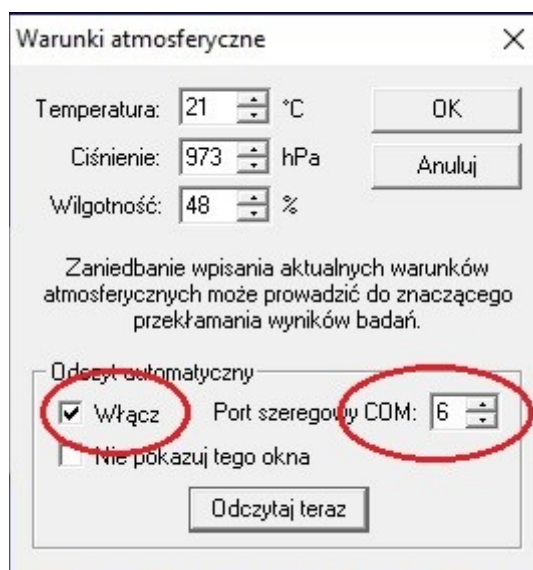 Warunki atmosferyczne
Temperatura: 21 °C OK
Ciśnienie: 973 hPa Anuluj
Wilgotność: 48 %
Zaniedbanie wpisania aktualnych warunków
atmosferycznych może prowadzić do znaczącego
przekłamania wyników badań.
Odczyt automatyczny
Włącz Port szeregowy COM: 6
Nie pokazuj tego okna
Odczytaj teraz